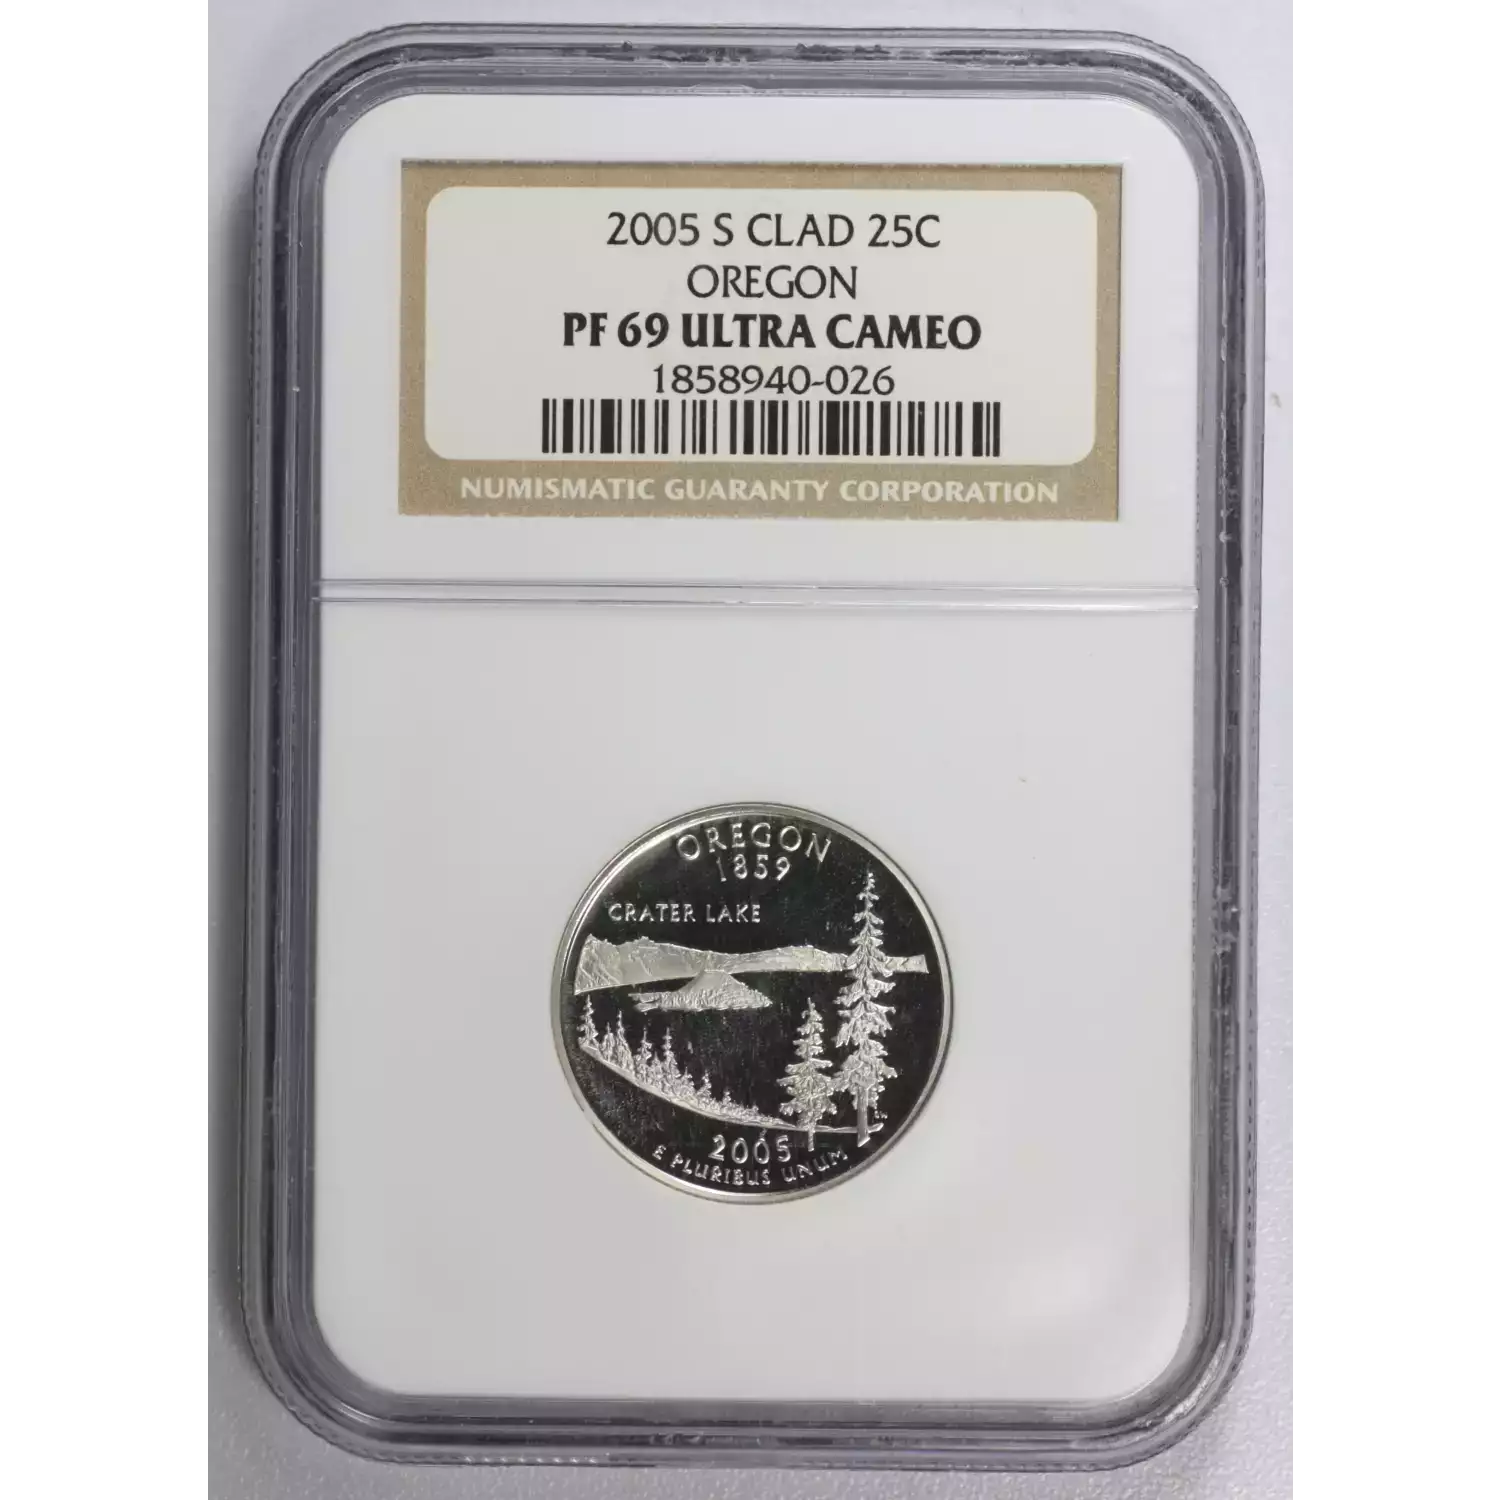 2005 S CLAD 25C
OREGON
PF 69 ULTRA CAMEO
1858940-026
NUMISMATIC GUARANTY CORPORATION
OREGON
1859
CRATER LAKE
2005
E PLURIBUS UNUM